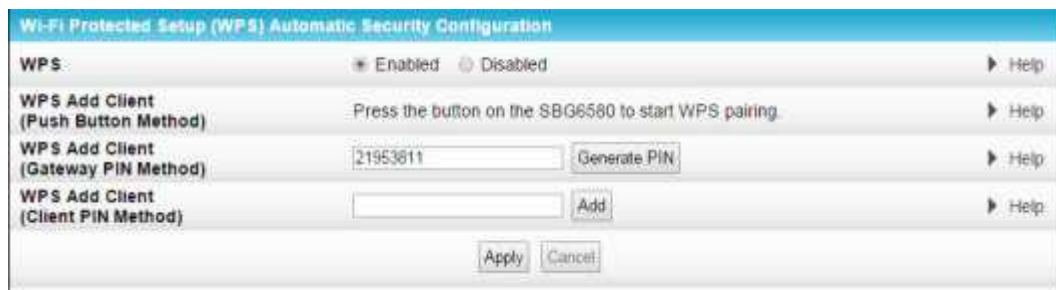 Wi-Fi Protected Setup (WPS) Automatic Security Configuration
WPS Enabled Disabled Help
WPS Add Client
(Push Button Method) Press the button on the SBG6580 to start WPS pairing. Help
WPS Add Client
(Gateway PIN Method) 21953811 Generate PIN Help
WPS Add Client
(Client PIN Method) Add Help
Apply Cancel